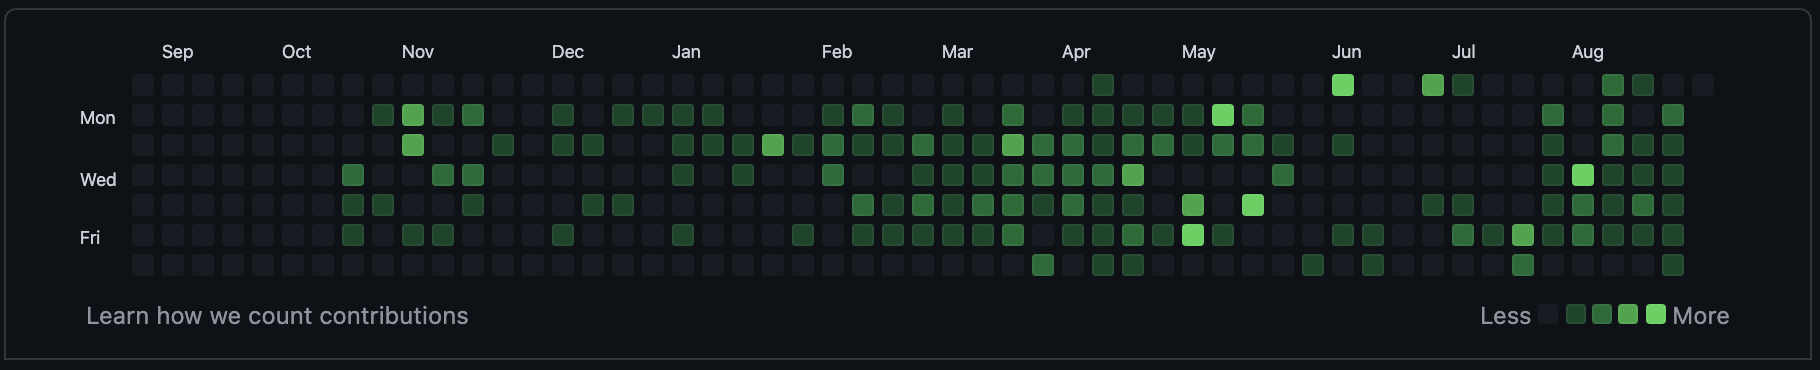 Sep Oct Nov Dec Jan Feb Mar Apr May Jun Jul Aug
Mon
Wed
Fri
Learn how we count contributions
Less More